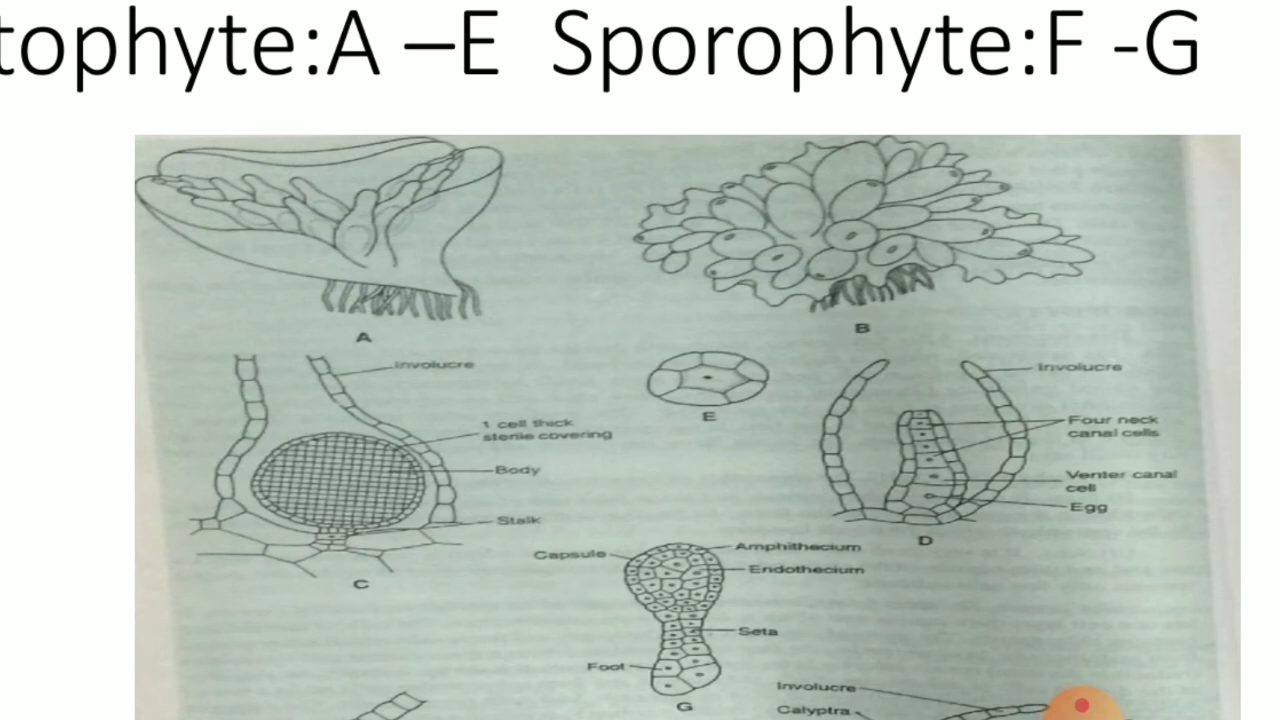 tophyte:A –E Sporophyte:F -G
A
B
Involucre
1 cell thick
sterile covering
Body
Stalk
C
E
Involucre
Four neck
canal cells
Venter canal
cell
Egg
D
Capsule
Amphithecium
Endothecium
Seta
Foot
G
Involucre
Calyptra